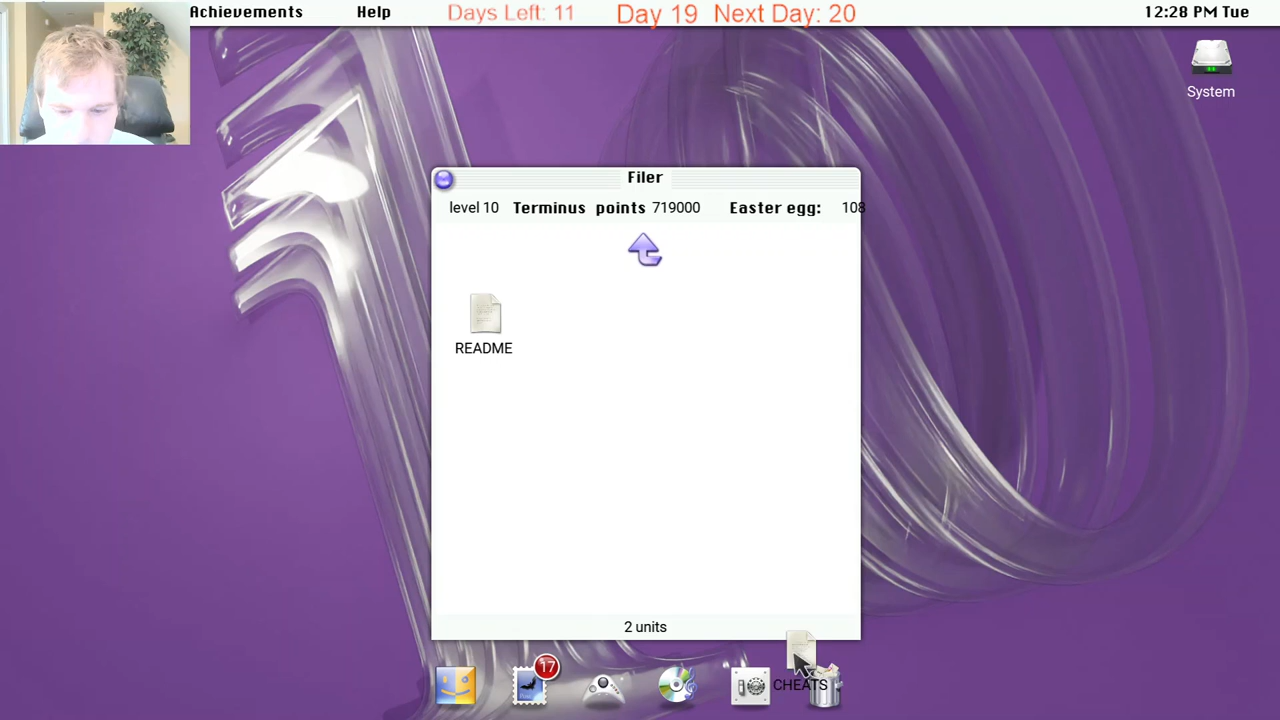 Achievements Help Days Left: 11 Day 19 Next Day: 20 12:28 PM Tue
System
Filer
level 10 Terminus points 719000 Easter egg: 108
README
2 units
17
CHEATS